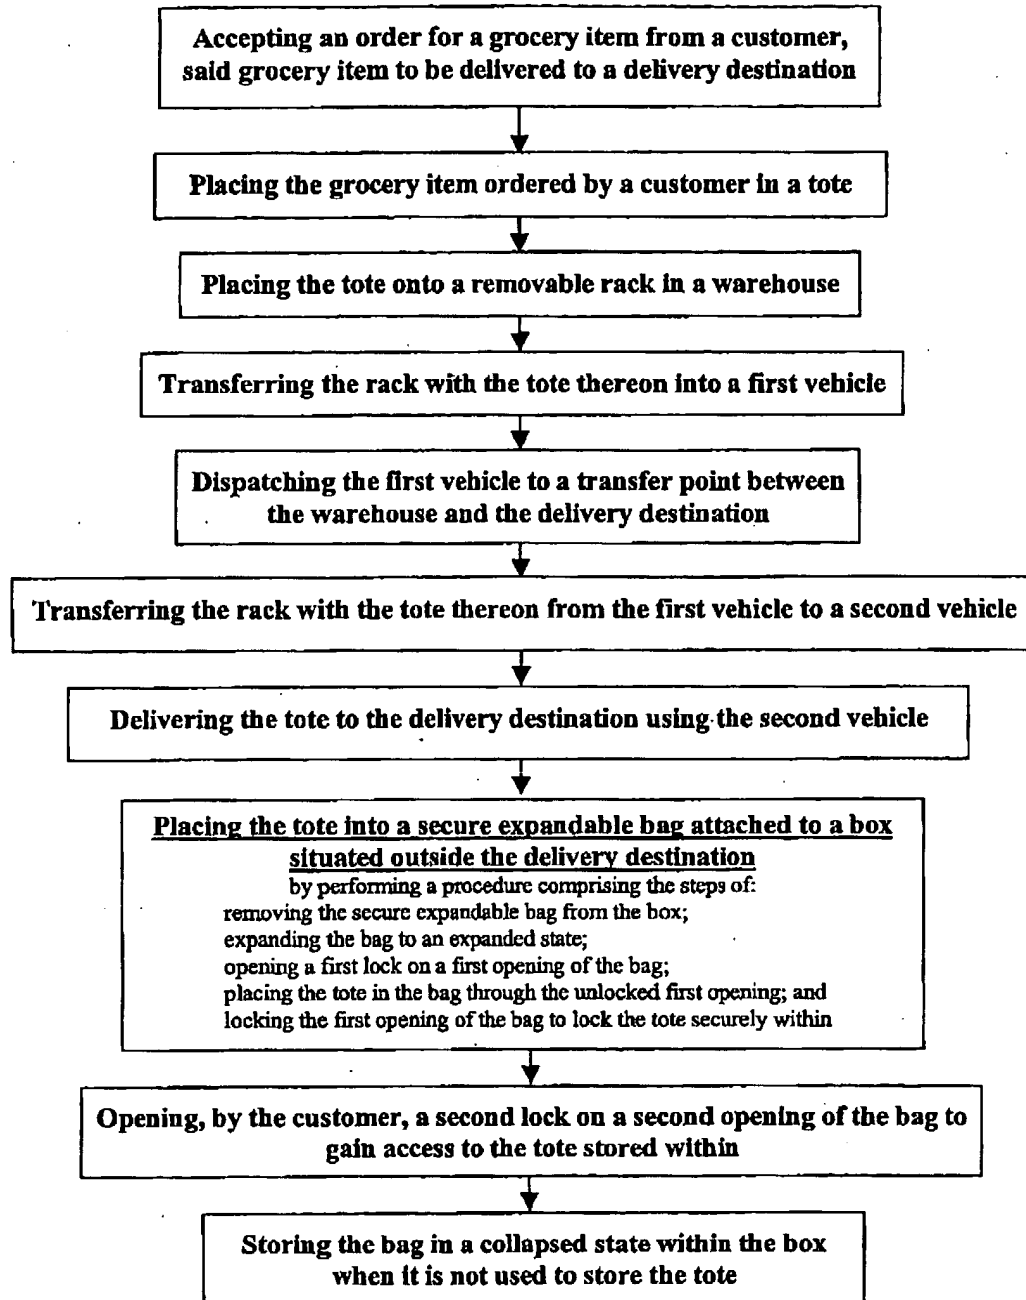 Accepting an order for a grocery item from a customer,
said grocery item to be delivered to a delivery destination
Placing the grocery item ordered by a customer in a tote
Placing the tote onto a removable rack in a warehouse
Transferring the rack with the tote thereon into a first vehicle
Dispatching the first vehicle to a transfer point between
the warehouse and the delivery destination
Transferring the rack with the tote thereon from the first vehicle to a second vehicle
Delivering the tote to the delivery destination using the second vehicle
Placing the tote into a secure expandable bag attached to a box
situated outside the delivery destination
by performing a procedure comprising the steps of:
removing the secure expandable bag from the box;
expanding the bag to an expanded state;
opening a first lock on a first opening of the bag;
placing the tote in the bag through the unlocked first opening; and
locking the first opening of the bag to lock the tote securely within
Opening, by the customer, a second lock on a second opening of the bag to
gain access to the tote stored within
Storing the bag in a collapsed state within the box
when it is not used to store the tote